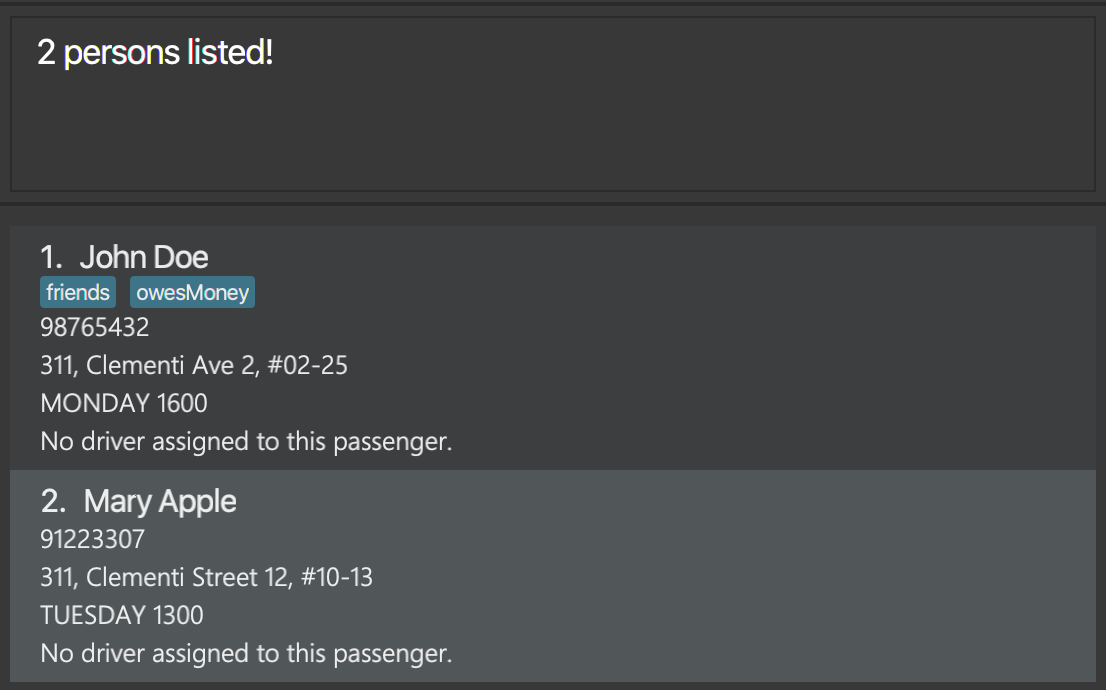 2 persons listed!
1. John Doe
friends owesMoney
98765432
311, Clementi Ave 2, #02-25
MONDAY 1600
No driver assigned to this passenger.
2. Mary Apple
91223307
311, Clementi Street 12, #10-13
TUESDAY 1300
No driver assigned to this passenger.